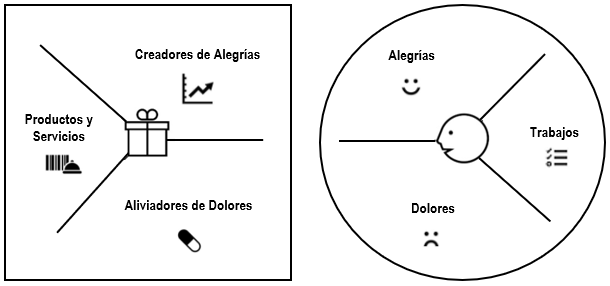 Creadores de Alegrías
Productos y
Servicios
Aliviadores de Dolores
Alegrías
Trabajos
Dolores